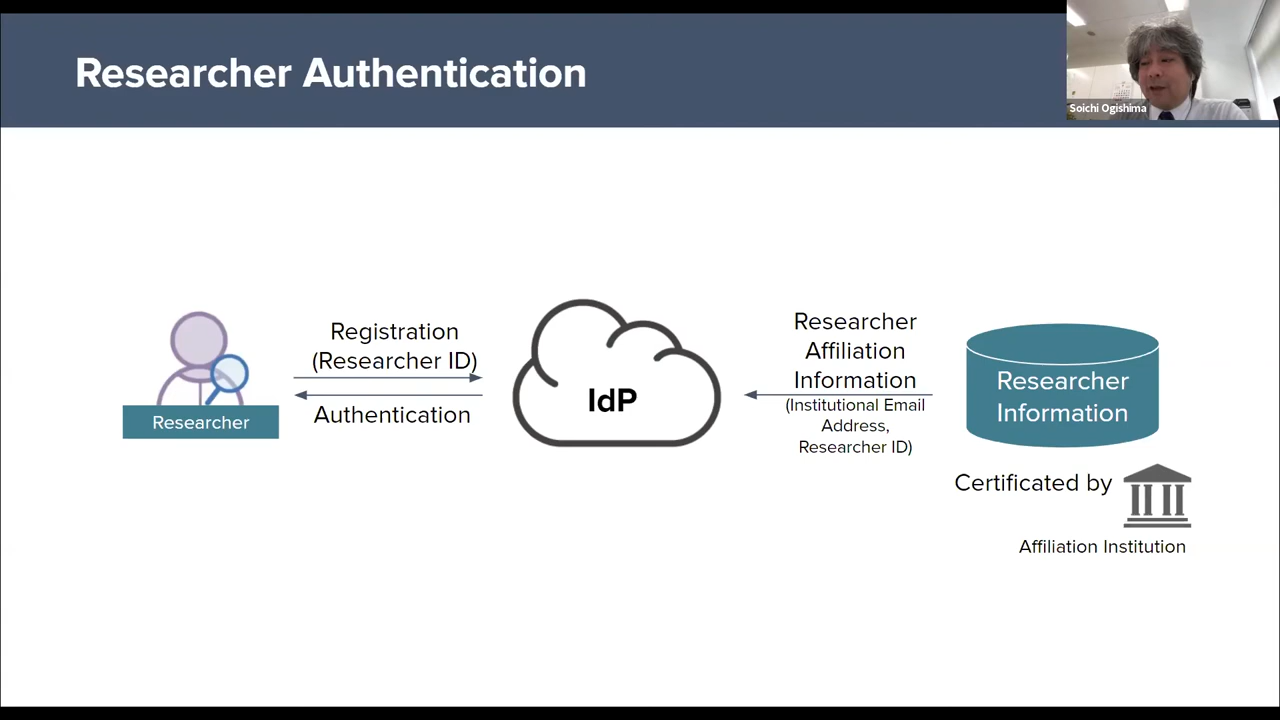 Researcher Authentication
Soichi Ogishima
Researcher
Registration
(Researcher ID)
Authentication
IdP
Researcher
Affiliation
Information
(Institutional Email
Address,
Researcher ID)
Researcher
Information
Certificated by
Affiliation Institution